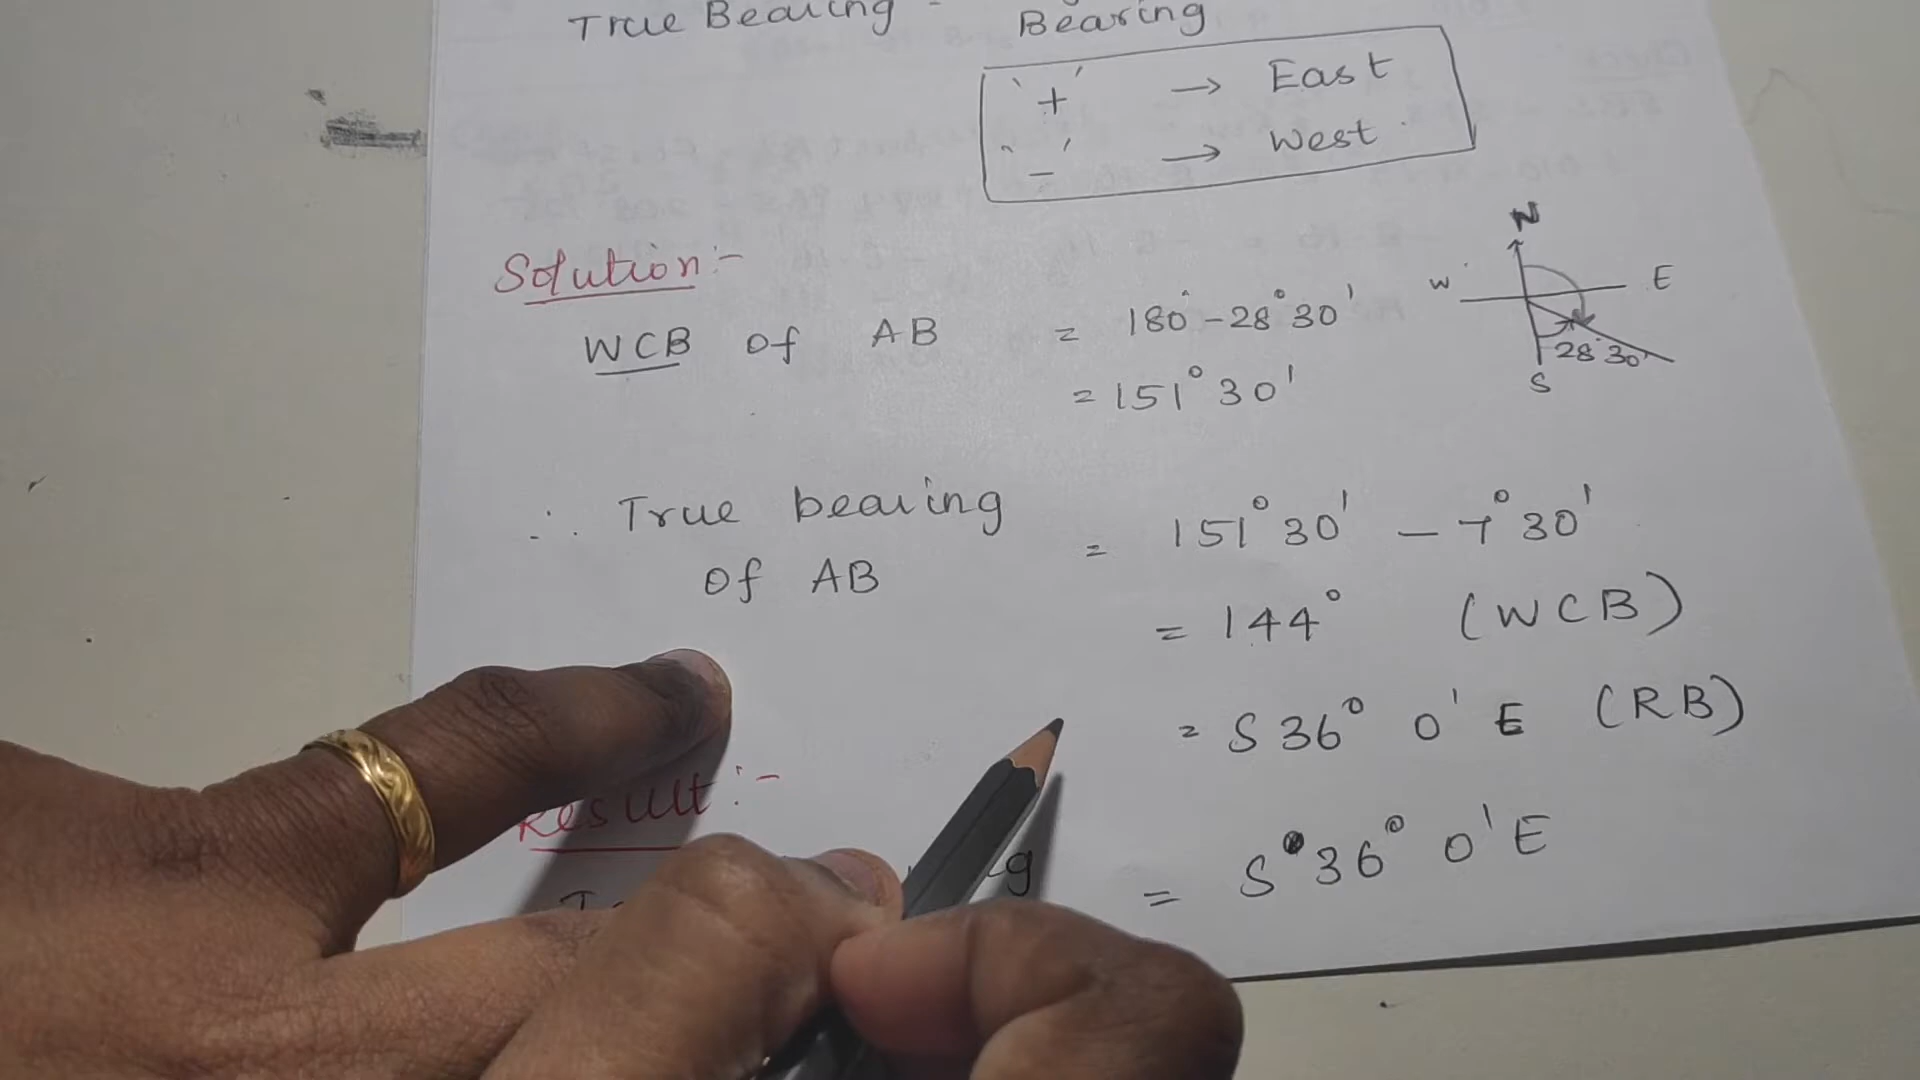 True Bearing - Bearing
'+' → East
'-' → West
N
W E
28°30'
S
Solution:-
WCB of AB = 180° - 28°30'
= 151°30'
∴ True bearing of AB = 151°30' - 7°30'
= 144° (WCB)
= S 36° 0' E (RB)
Result:-
= S 36° 0' E